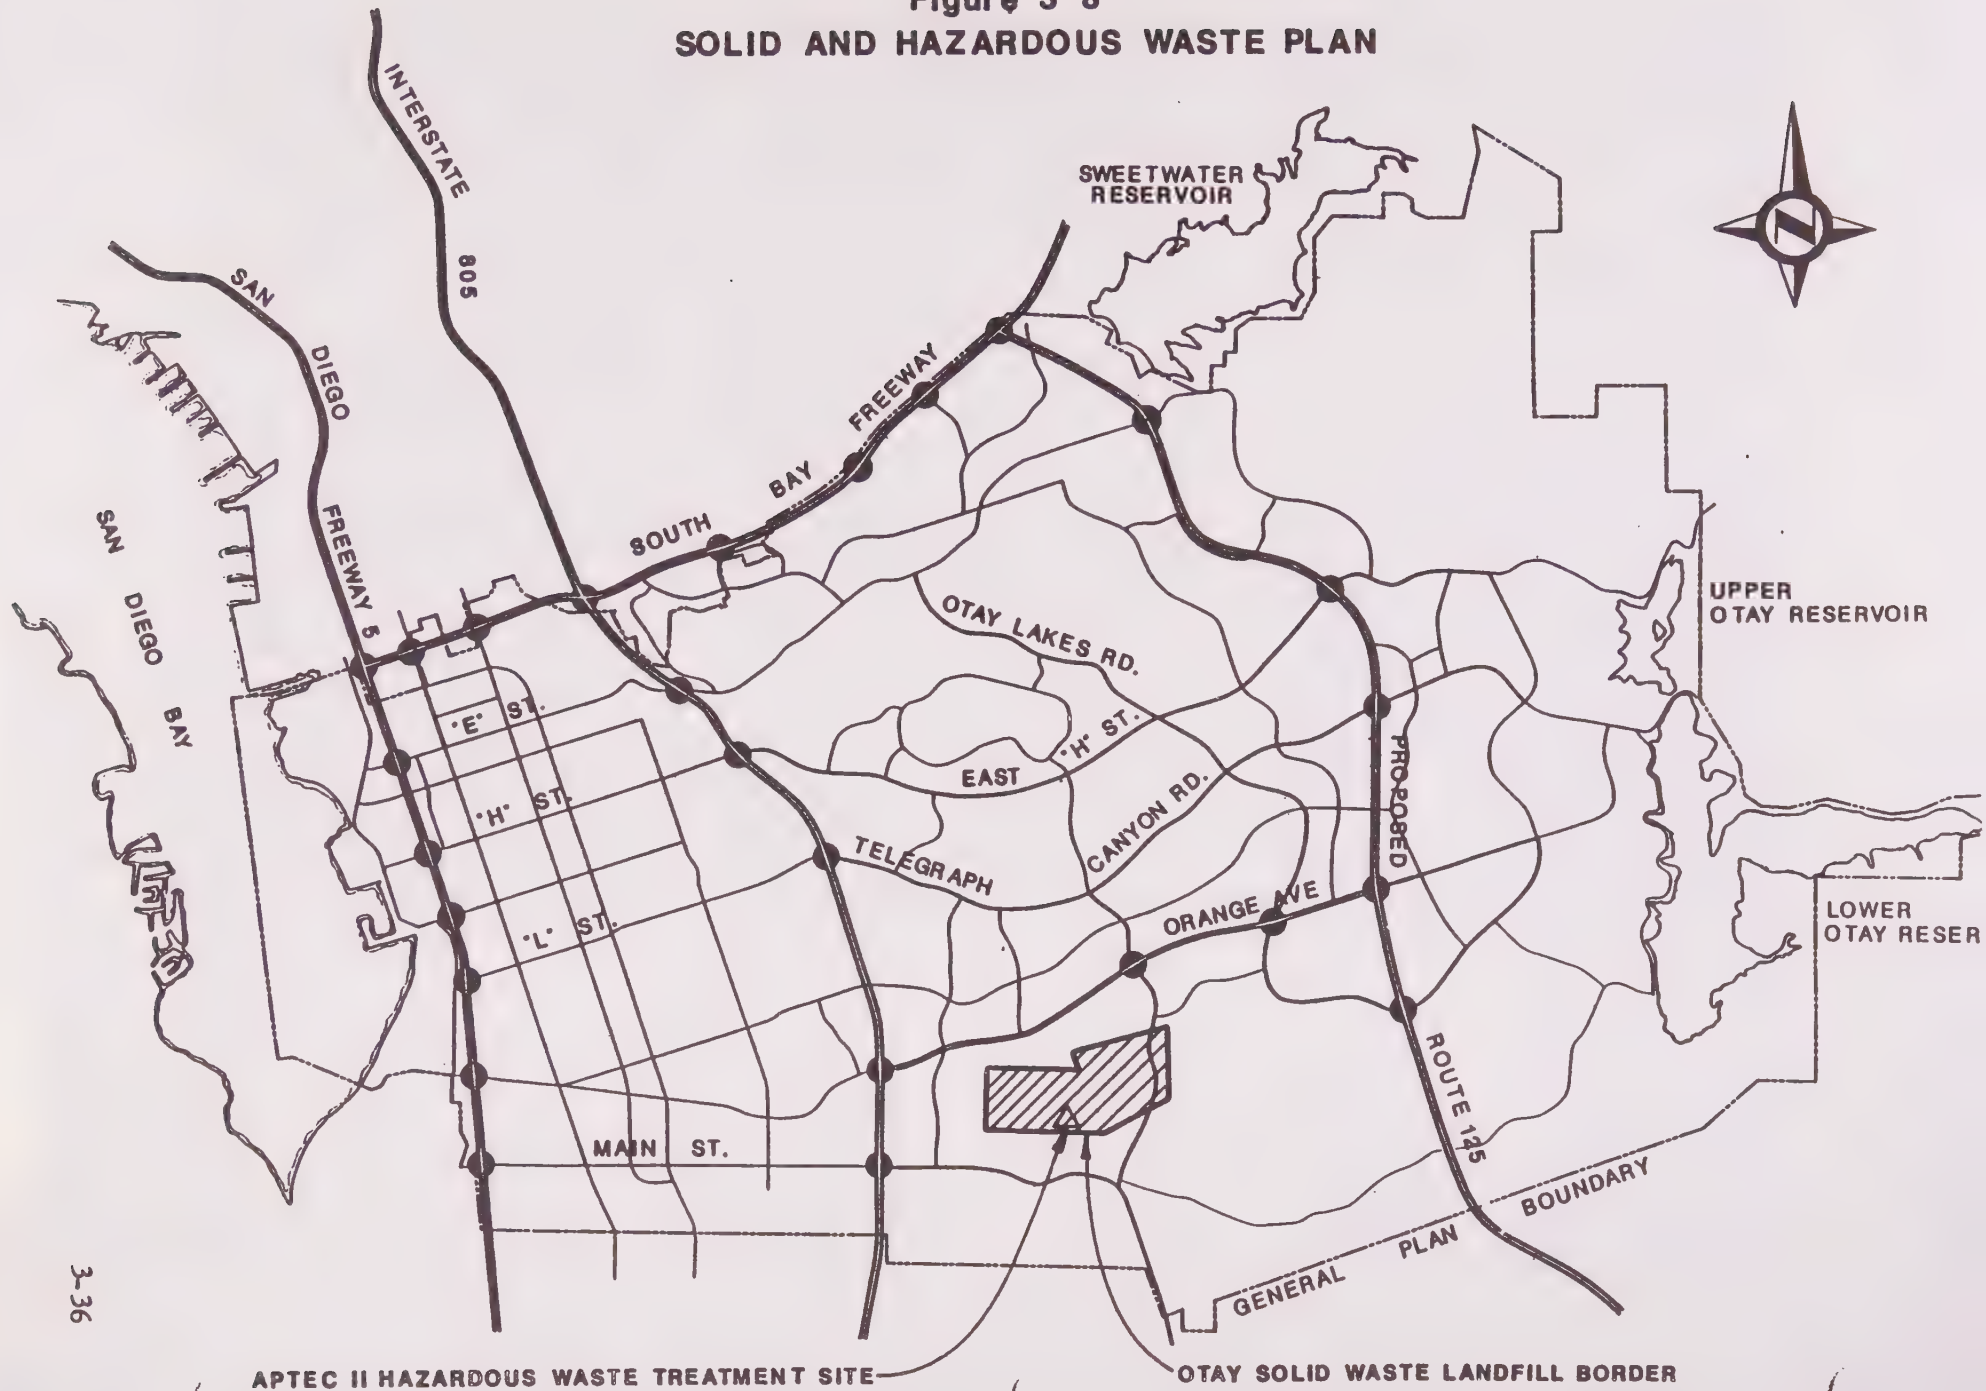 Figure 3 8
SOLID AND HAZARDOUS WASTE PLAN
INTERSTATE 805
SAN DIEGO FREEWAY 5
SAN DIEGO BAY
SWEETWATER
RESERVOIR
N
SOUTH BAY FREEWAY
UPPER
OTAY RESERVOIR
OTAY LAKES RD.
"E" ST.
EAST "H" ST.
"H" ST.
TELEGRAPH CANYON RD.
PROPOSED ROUTE 125
ORANGE AVE
"L" ST.
LOWER
OTAY RESER
MAIN ST.
GENERAL PLAN BOUNDARY
3-36
APTEC II HAZARDOUS WASTE TREATMENT SITE
OTAY SOLID WASTE LANDFILL BORDER